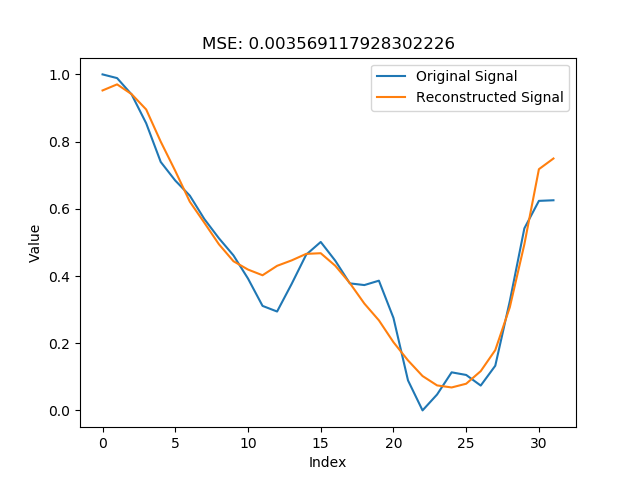 MSE: 0.003569117928302226
Original Signal
Reconstructed Signal
1.0
0.8
0.6
0.4
0.2
0.0
Value
0 5 10 15 20 25 30
Index